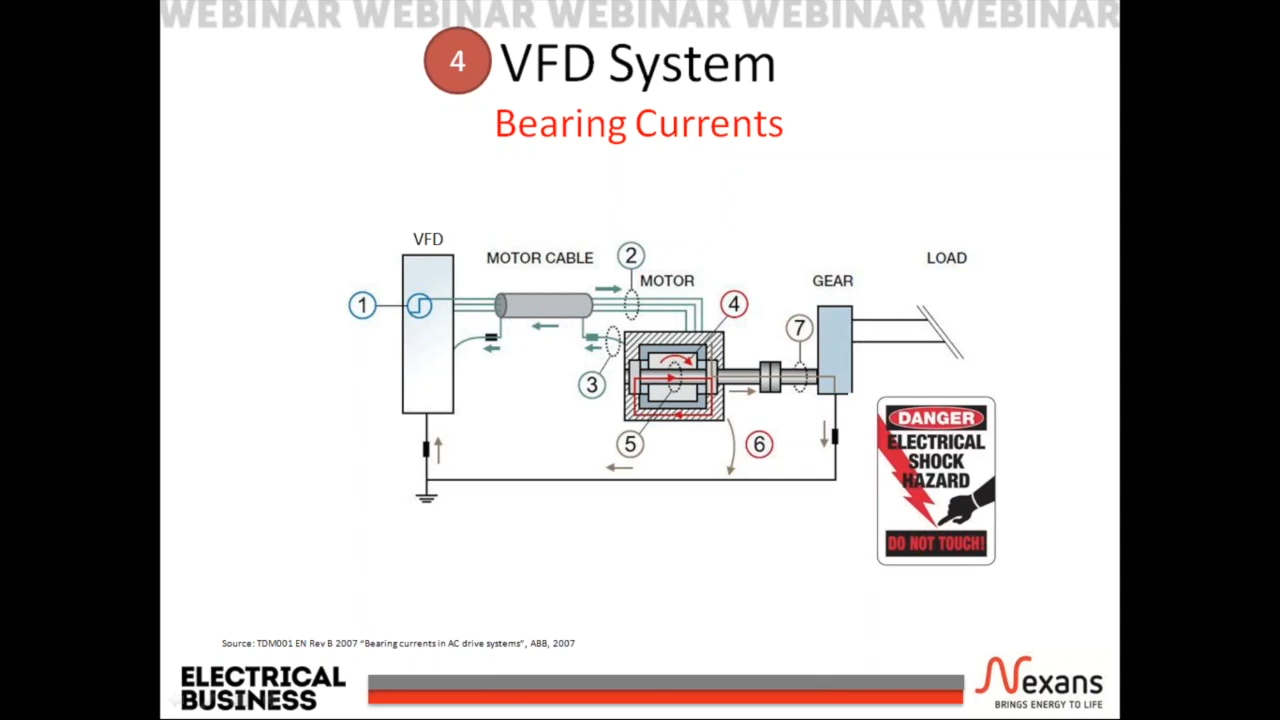 WEBINAR WEBINAR WEBINAR WEBINAR WEBINAR
4 VFD System
Bearing Currents
VFD
MOTOR CABLE
2
MOTOR
GEAR
LOAD
1
4
7
3
5
6
DANGER
ELECTRICAL
SHOCK
HAZARD
DO NOT TOUCH!
Source: TDM001 EN Rev B 2007 “Bearing currents in AC drive systems”, ABB, 2007
ELECTRICAL
BUSINESS
Nexans
BRINGS ENERGY TO LIFE